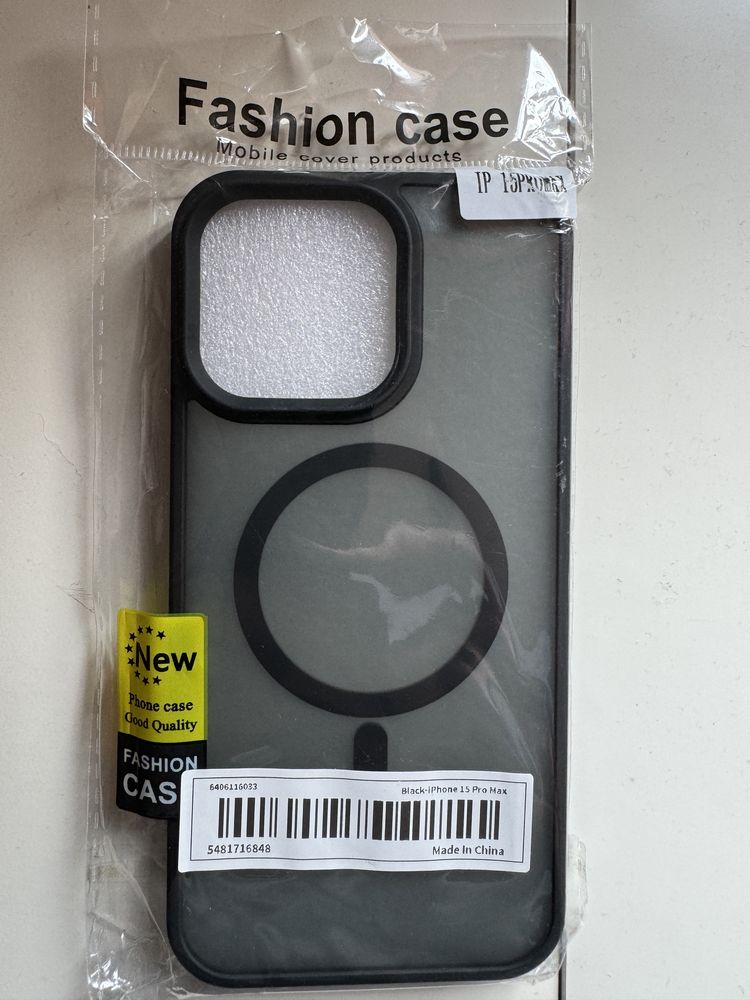 Fashion case
Mobile cover products
IP 15PROmax
New
Phone case
Good Quality
FASHION
CAS
6406116033
Black-iPhone 15 Pro Max
5481716848
Made In China